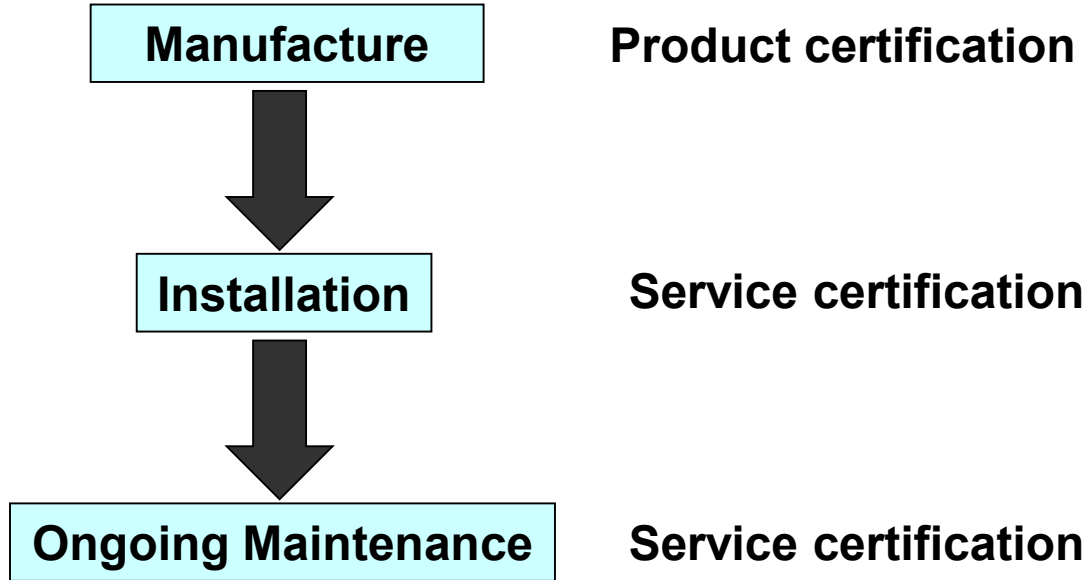 Manufacture
Product certification
Installation
Service certification
Ongoing Maintenance
Service certification